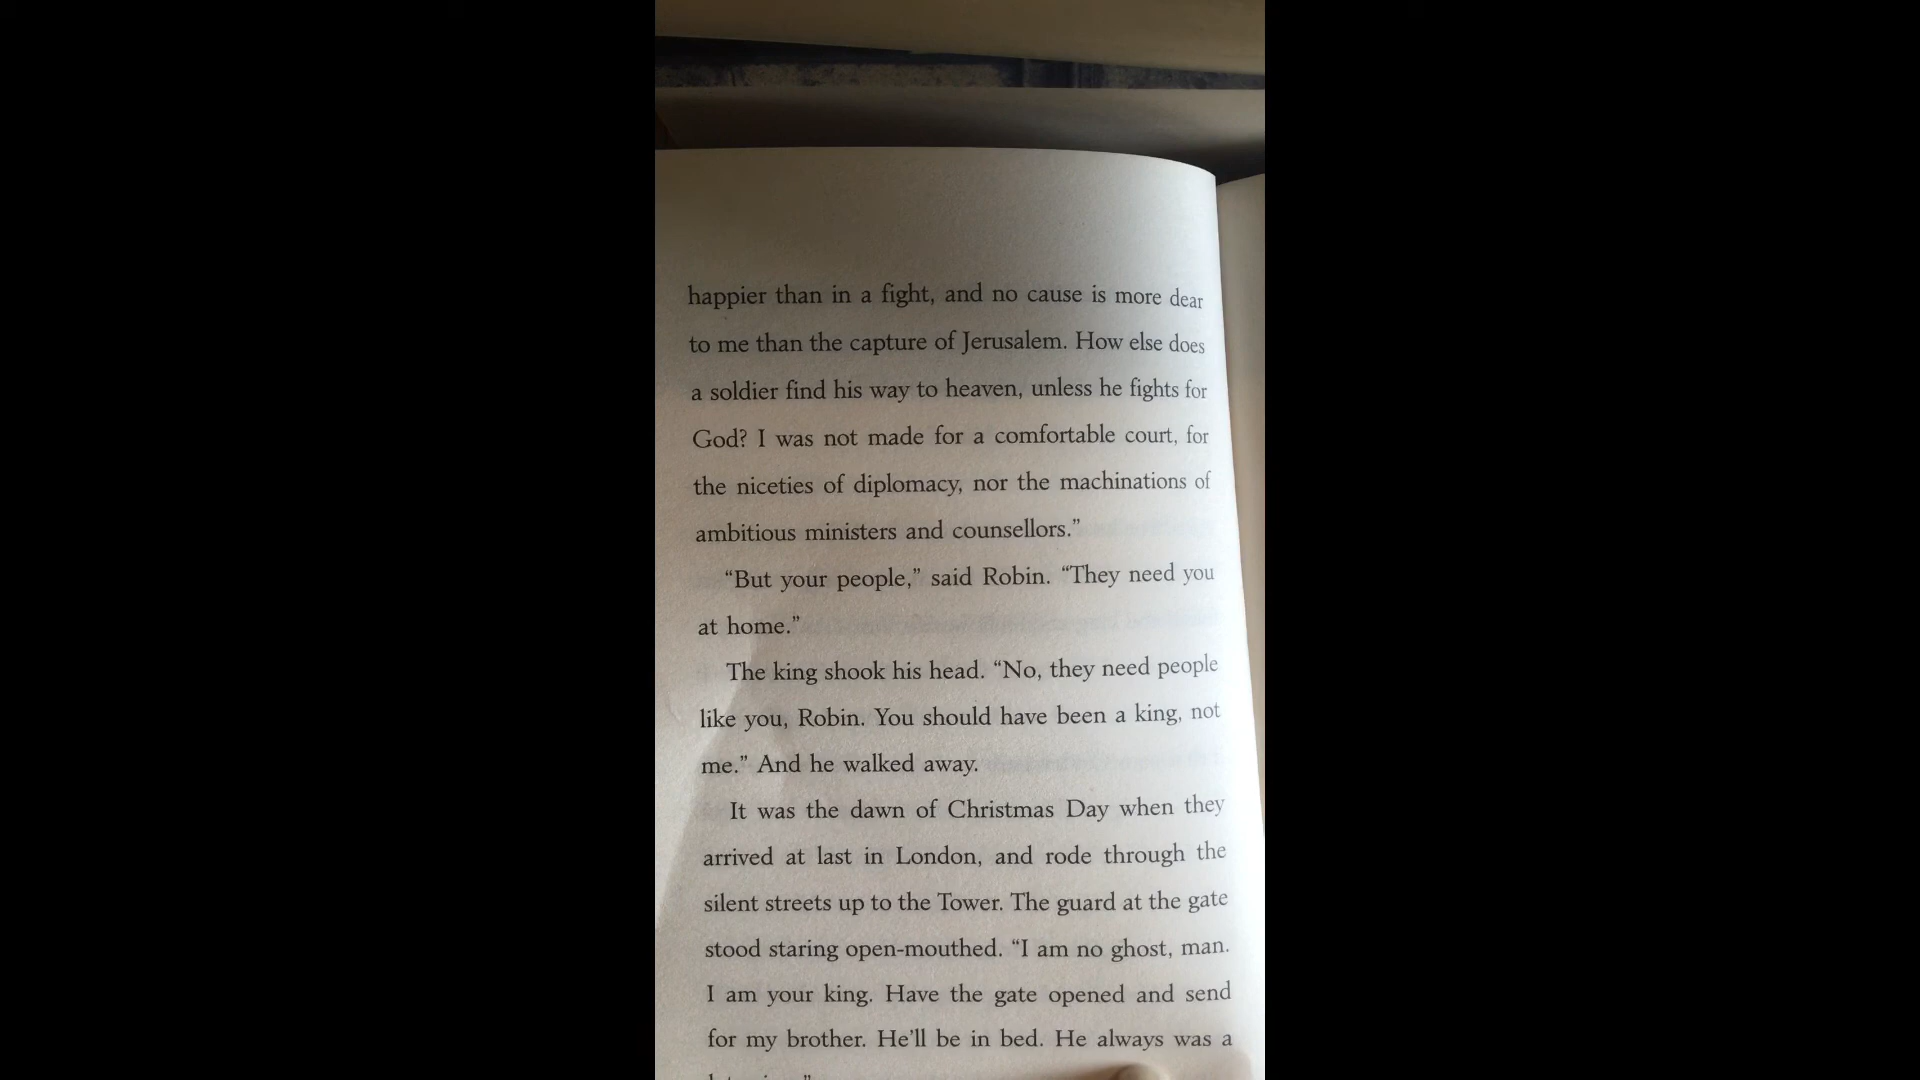 happier than in a fight, and no cause is more dear
to me than the capture of Jerusalem. How else does
a soldier find his way to heaven, unless he fights for
God? I was not made for a comfortable court, for
the niceties of diplomacy, nor the machinations of
ambitious ministers and counsellors.”
“But your people,” said Robin. “They need you
at home.”
The king shook his head. “No, they need people
like you, Robin. You should have been a king, not
me.” And he walked away.
It was the dawn of Christmas Day when they
arrived at last in London, and rode through the
silent streets up to the Tower. The guard at the gate
stood staring open-mouthed. “I am no ghost, man.
I am your king. Have the gate opened and send
for my brother. He’ll be in bed. He always was a